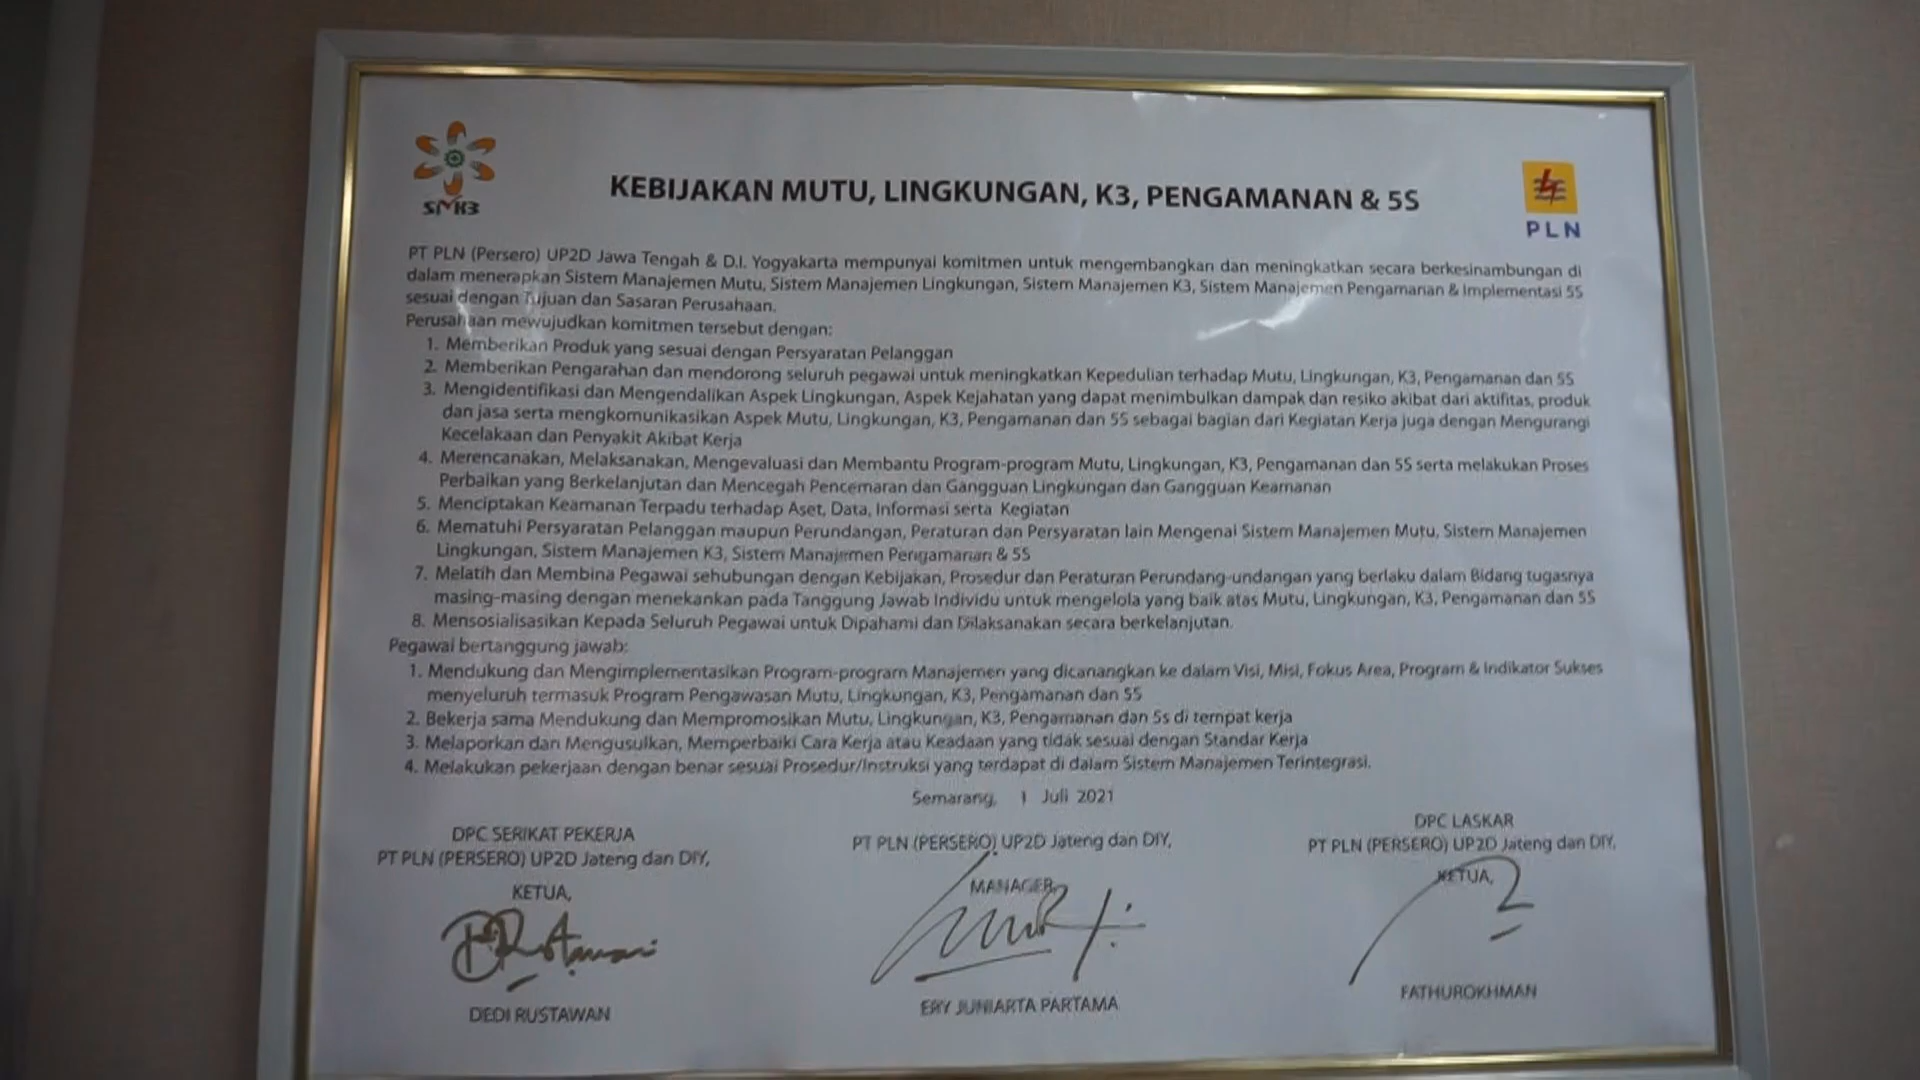 SMK3
KEBIJAKAN MUTU, LINGKUNGAN, K3, PENGAMANAN & 5S
PLN
PT PLN (Persero) UP2D Jawa Tengah & D.I. Yogyakarta mempunyai komitmen untuk mengembangkan dan meningkatkan secara berkesinambungan di
dalam menerapkan Sistem Manajemen Mutu, Sistem Manajemen Lingkungan, Sistem Manajemen K3, Sistem Manajemen Pengamanan & Implementasi 5S
sesuai dengan Tujuan dan Sasaran Perusahaan.
Perusahaan mewujudkan komitmen tersebut dengan:
1. Memberikan Produk yang sesuai dengan Persyaratan Pelanggan
2. Memberikan Pengarahan dan mendorong seluruh pegawai untuk meningkatkan Kepedulian terhadap Mutu, Lingkungan, K3, Pengamanan dan 5S
3. Mengidentifikasi dan Mengendalikan Aspek Lingkungan, Aspek Kejahatan yang dapat menimbulkan dampak dan resiko akibat dari aktifitas, produk
dan jasa serta mengkomunikasikan Aspek Mutu, Lingkungan, K3, Pengamanan dan 5S sebagai bagian dari Kegiatan Kerja juga dengan Mengurangi
Kecelakaan dan Penyakit Akibat Kerja
4. Merencanakan, Melaksanakan, Mengevaluasi dan Membantu Program-program Mutu, Lingkungan, K3, Pengamanan dan 5S serta melakukan Proses
Perbaikan yang Berkelanjutan dan Mencegah Pencemaran dan Gangguan Lingkungan dan Gangguan Keamanan
5. Menciptakan Keamanan Terpadu terhadap Aset, Data, Informasi serta Kegiatan
6. Mematuhi Persyaratan Pelanggan maupun Perundangan, Peraturan dan Persyaratan lain Mengenai Sistem Manajemen Mutu, Sistem Manajemen
Lingkungan, Sistem Manajemen K3, Sistem Manajemen Pengamanan & 5S
7. Melatih dan Membina Pegawai sehubungan dengan Kebijakan, Prosedur dan Peraturan Perundang-undangan yang berlaku dalam Bidang tugasnya
masing-masing dengan menekankan pada Tanggung Jawab Individu untuk mengelola yang baik atas Mutu, Lingkungan, K3, Pengamanan dan 5S
8. Mensosialisasikan Kepada Seluruh Pegawai untuk Dipahami dan Dilaksanakan secara berkelanjutan.
Pegawai bertanggung jawab:
1. Mendukung dan Mengimplementasikan Program-program Manajemen yang dicanangkan ke dalam Visi, Misi, Fokus Area, Program & Indikator Sukses
menyeluruh termasuk Program Pengawasan Mutu, Lingkungan, K3, Pengamanan dan 5S
2. Bekerja sama Mendukung dan Mempromosikan Mutu, Lingkungan, K3, Pengamanan dan 5s di tempat kerja
3. Melaporkan dan Mengusulkan, Memperbaiki Cara Kerja atau Keadaan yang tidak sesuai dengan Standar Kerja
4. Melakukan pekerjaan dengan benar sesuai Prosedur/Instruksi yang terdapat di dalam Sistem Manajemen Terintegrasi.
Semarang, 1 Juli 2021
DPC SERIKAT PEKERJA
PT PLN (PERSERO) UP2D Jateng dan DIY,
KETUA,
DEDI RUSTAWAN
PT PLN (PERSERO) UP2D Jateng dan DIY,
MANAGER
ERY JUNIARTA PARTAMA
DPC LASKAR
PT PLN (PERSERO) UP2D Jateng dan DIY,
KETUA,
FATHUROKHMAN